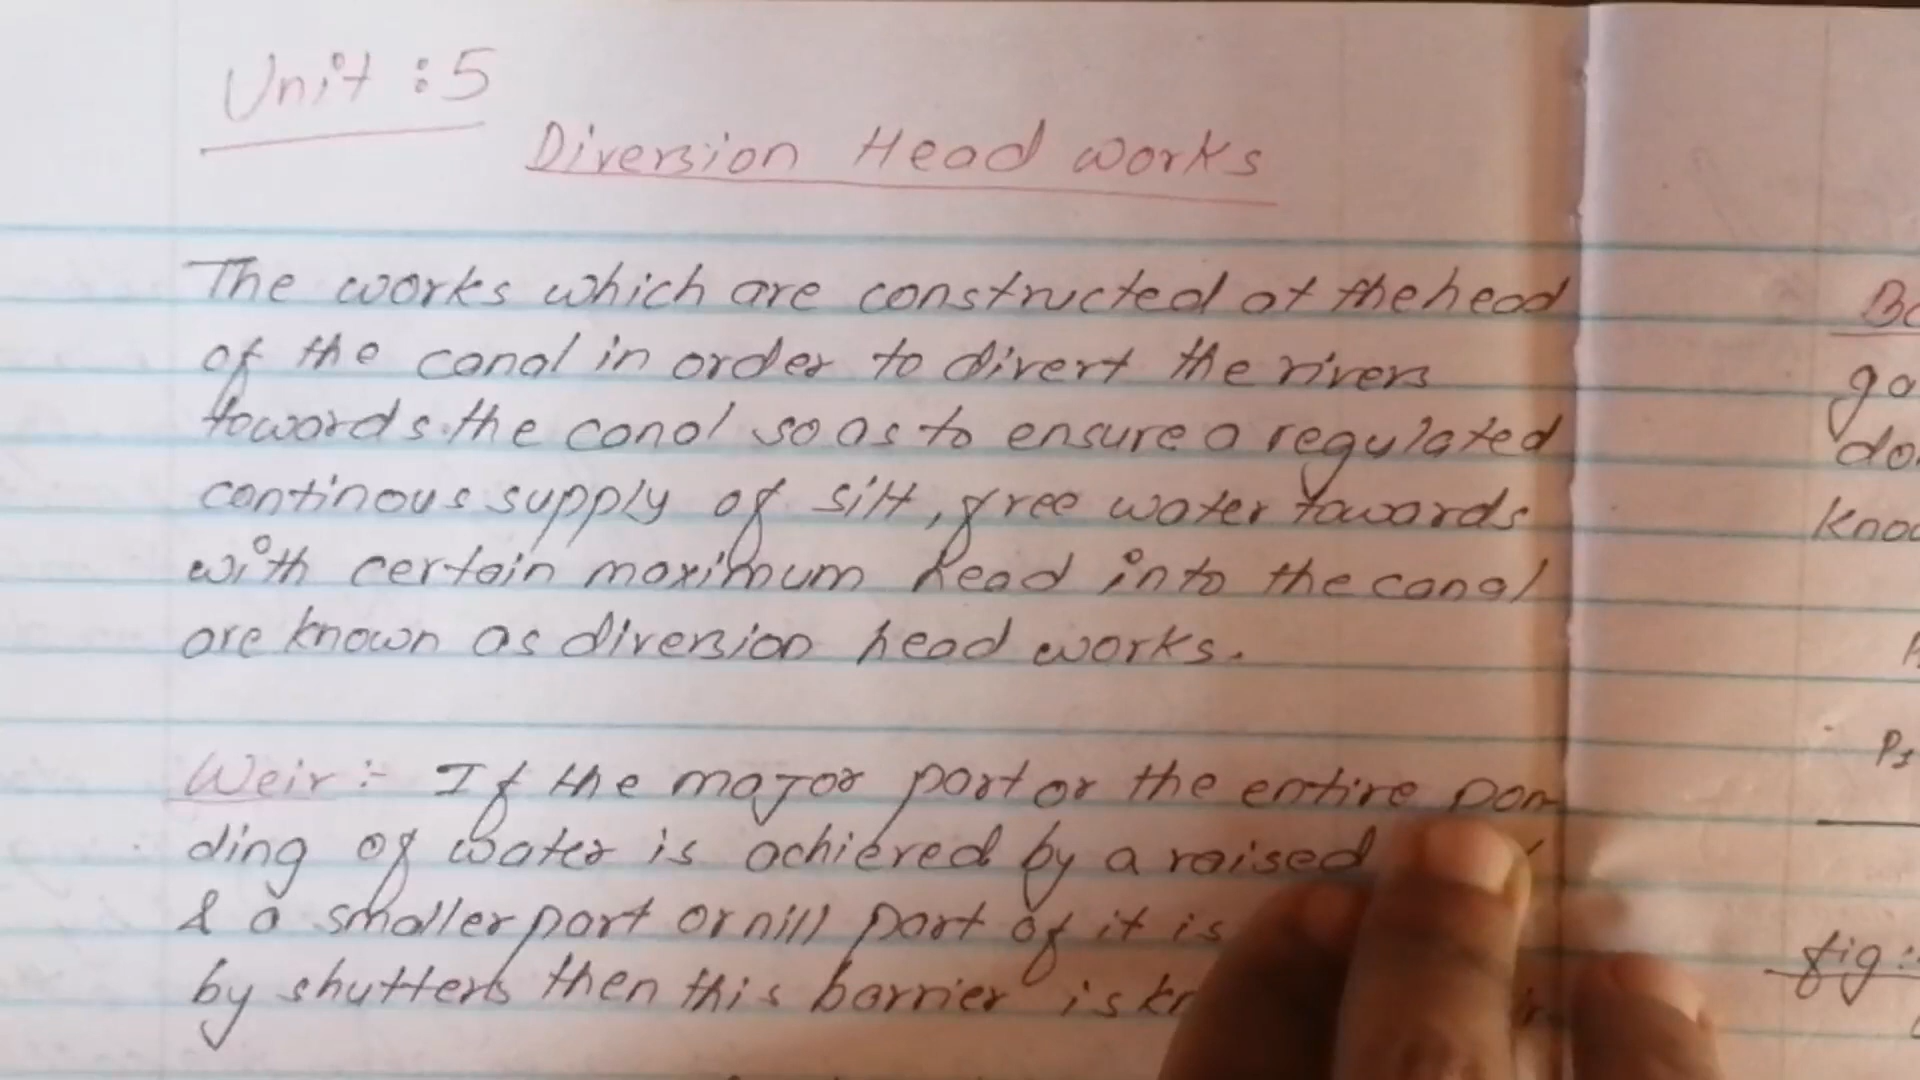 Unit : 5
Diversion Head works
The works which are constructed at the head
of the canal in order to divert the rivers
towards the canal so as to ensure a regulated
continous supply of silt, free water towards
with certain maximum head into the canal
are known as diversion head works.
Weir :- If the major part or the entire pon-
ding of water is achieved by a raised
& a smaller part or nill part of it is
by shutters then this barrier is
fig: